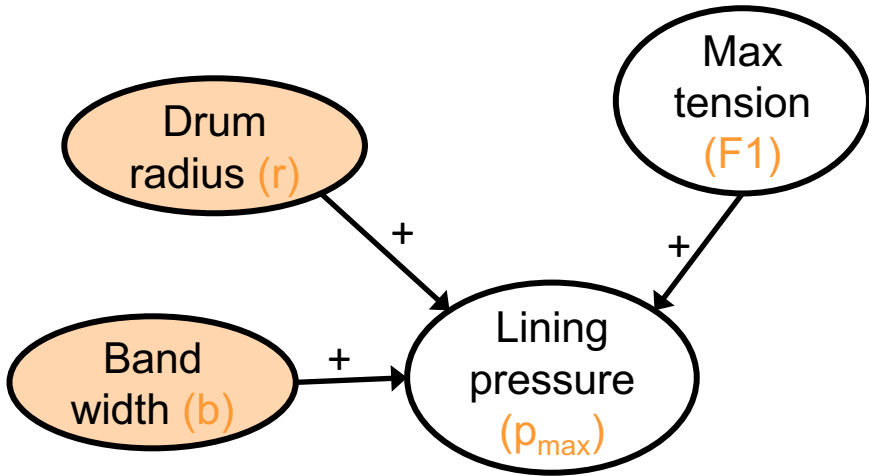 Max
tension
(F1)
Drum
radius (r)
+
+
Lining
pressure
(pmax)
Band
width (b)
+